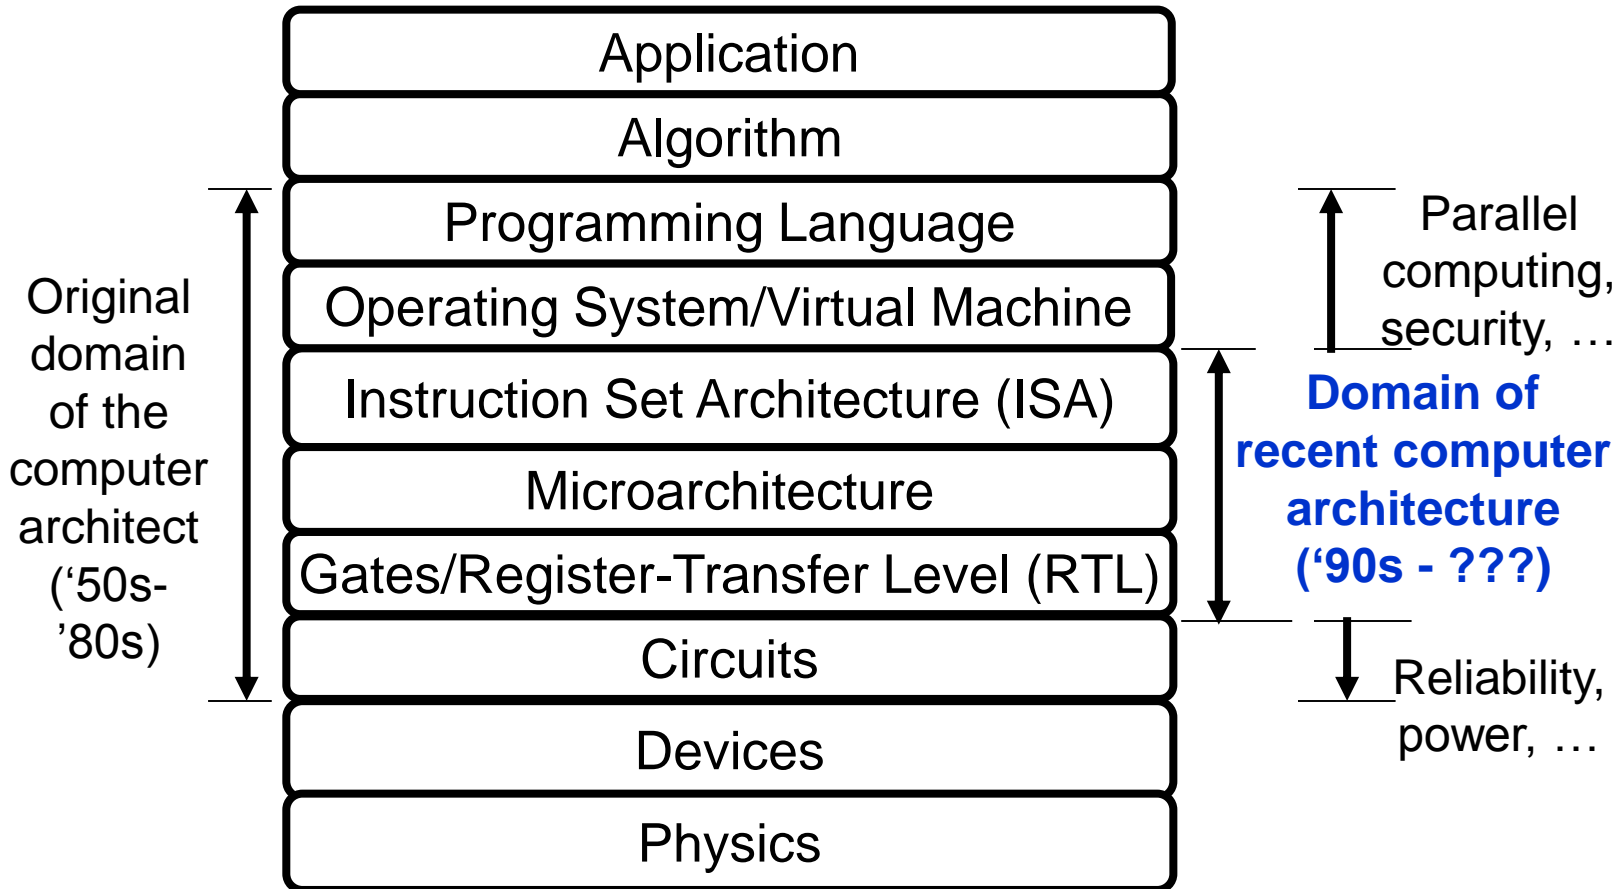 Application
Algorithm
Programming Language
Operating System/Virtual Machine
Instruction Set Architecture (ISA)
Microarchitecture
Gates/Register-Transfer Level (RTL)
Circuits
Devices
Physics
Original
domain
of the
computer
architect
(‘50s-
’80s)
Parallel
computing,
security, …
Domain of
recent computer
architecture
(‘90s - ???)
Reliability,
power, …